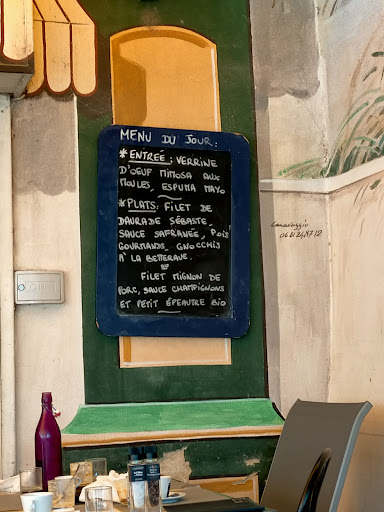 MENU DU JOUR:
*ENTREE: VERRINE
D'OEUF MIMOSA AUX
MOULES, ESPUMA MAYO
*PLATS: FILET DE
DAURADE SÉBASTE,
SAUCE SAFRANÉE, POIS
GOURMANDS, GNOCCHIS
A' LA BETTERAVE.
FILET MIGNON DE
PORC, SAUCE CHAMPIGNONS
ET PETIT ÉPEAUTRE BIO